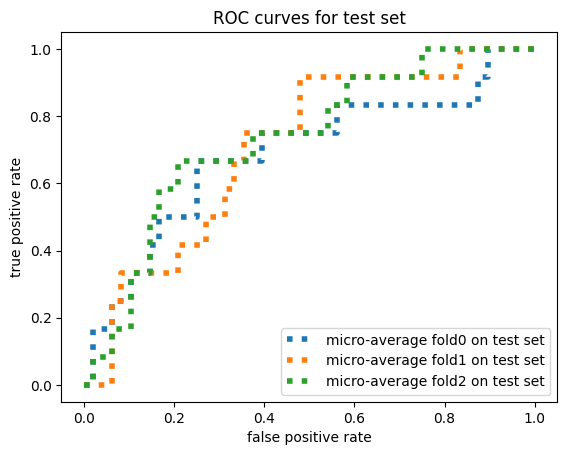 ROC curves for test set
true positive rate
1.0
0.8
0.6
0.4
0.2
0.0
micro-average fold0 on test set
micro-average fold1 on test set
micro-average fold2 on test set
0.0 0.2 0.4 0.6 0.8 1.0
false positive rate